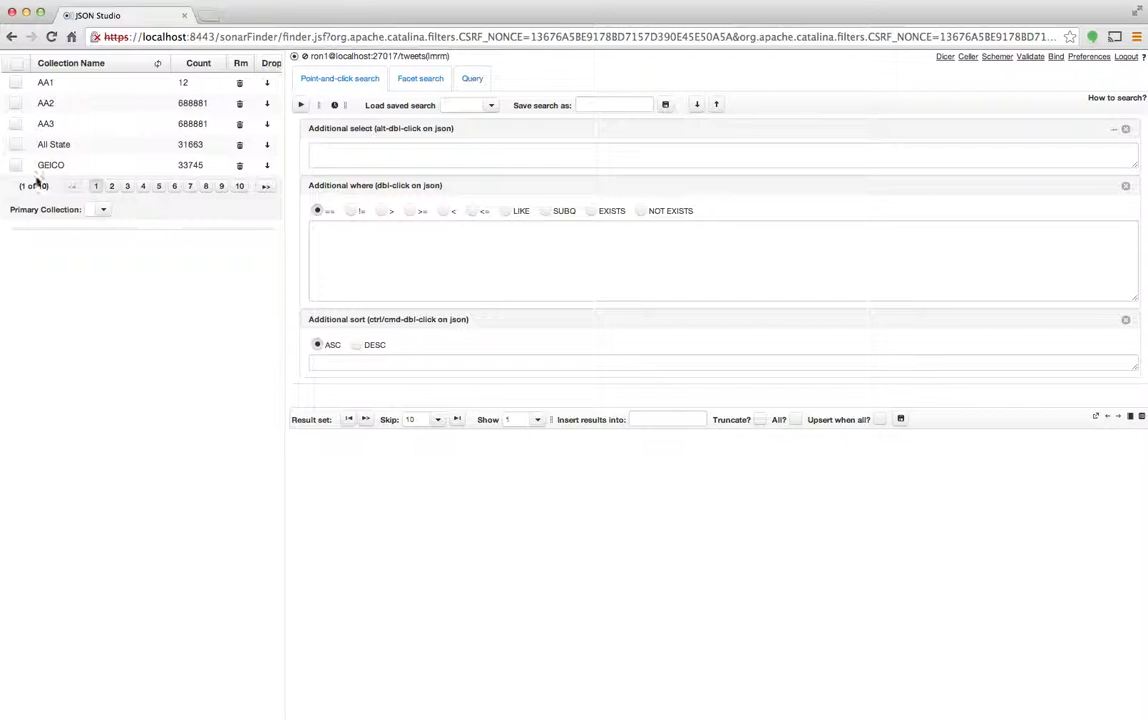 JSON Studio
https://localhost:8443/sonarFinder/finder.jsf?org.apache.catalina.filters.CSRF_NONCE=13676A5BE9178BD7157D390E45E50A5A&org.apache.catalina.filters.CSRF_NONCE=13676A5BE9178BD71...
Collection Name Count Rm Drop
AA1 12
AA2 688881
AA3 688881
All State 31663
GEICO 33745
(1 of 10) 1 2 3 4 5 6 7 8 9 10
Primary Collection:
ron1@localhost:27017/tweets(lmrm) Dicer Celler Schemer Validate Bind Preferences Logout ?
Point-and-click search Facet search Query
How to search?
Load saved search Save search as:
Additional select (alt-dbl-click on json)
Additional where (dbl-click on json)
== != > >= < <= LIKE SUBQ EXISTS NOT EXISTS
Additional sort (ctrl/cmd-dbl-click on json)
ASC DESC
Result set: Skip: 10 Show 1 Insert results into: Truncate? All? Upsert when all?